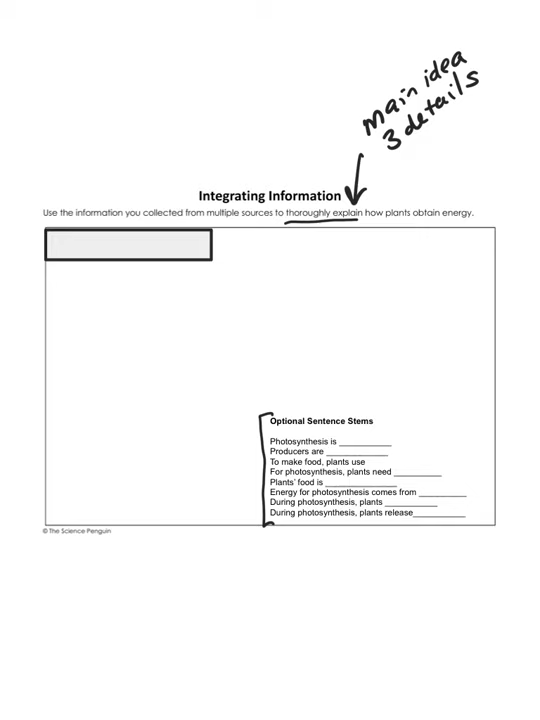 main idea
3 details
Integrating Information
Use the information you collected from multiple sources to thoroughly explain how plants obtain energy.
Optional Sentence Stems
Photosynthesis is ___________
Producers are _____________
To make food, plants use
For photosynthesis, plants need __________
Plants' food is _______________
Energy for photosynthesis comes from __________
During photosynthesis, plants ___________
During photosynthesis, plants release___________
© The Science Penguin